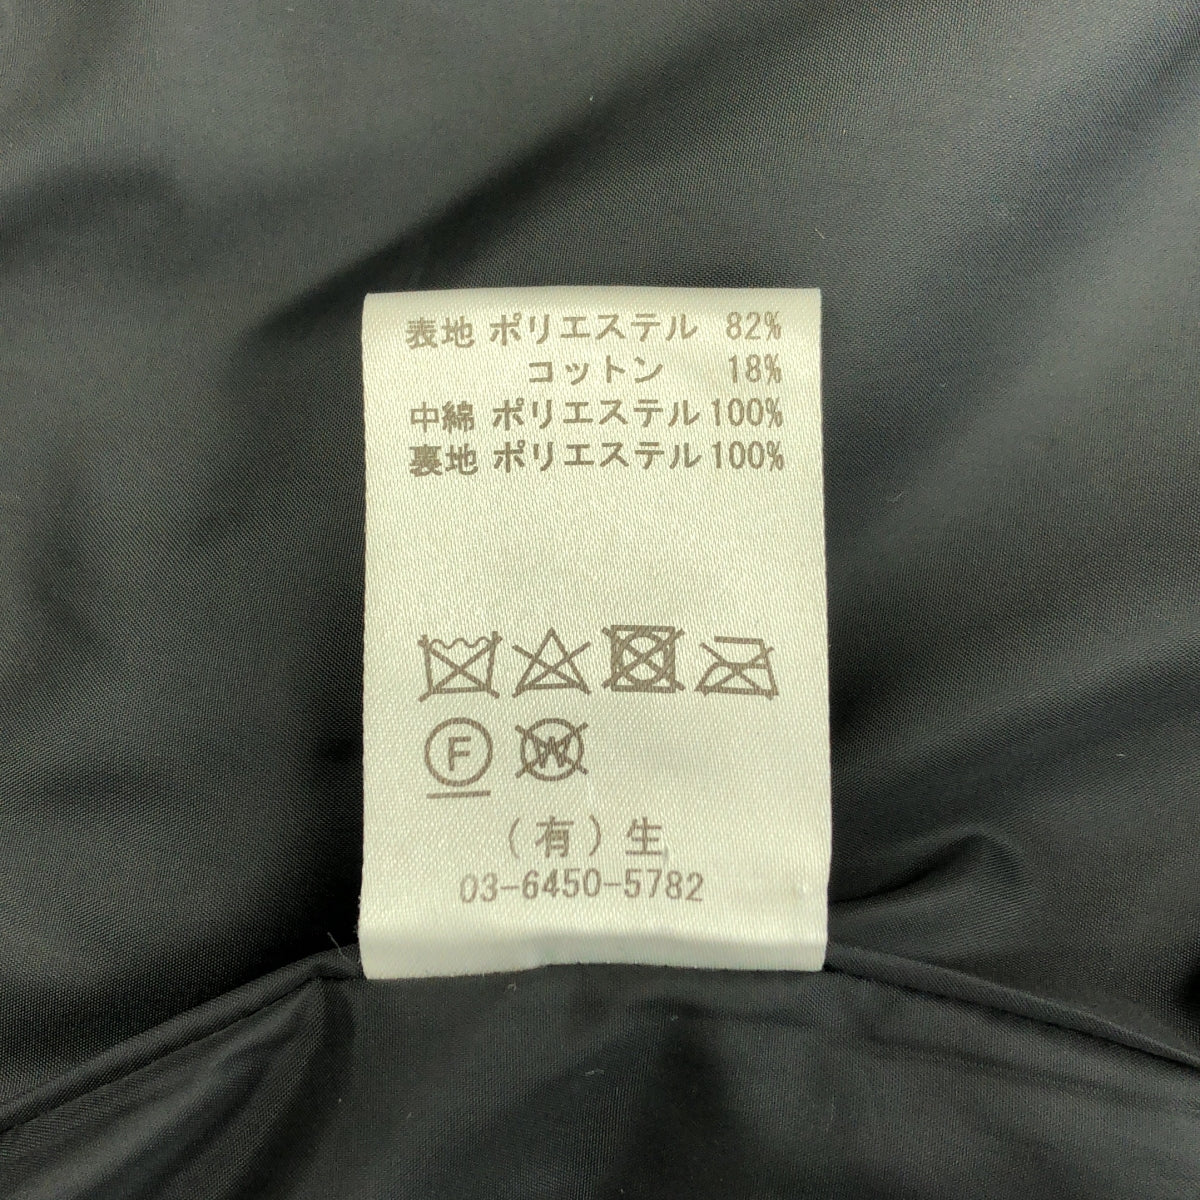 表地 ポリエステル 82%
コットン 18%
中綿 ポリエステル 100%
裏地 ポリエステル 100%
F W
(有)生
03-6450-5782